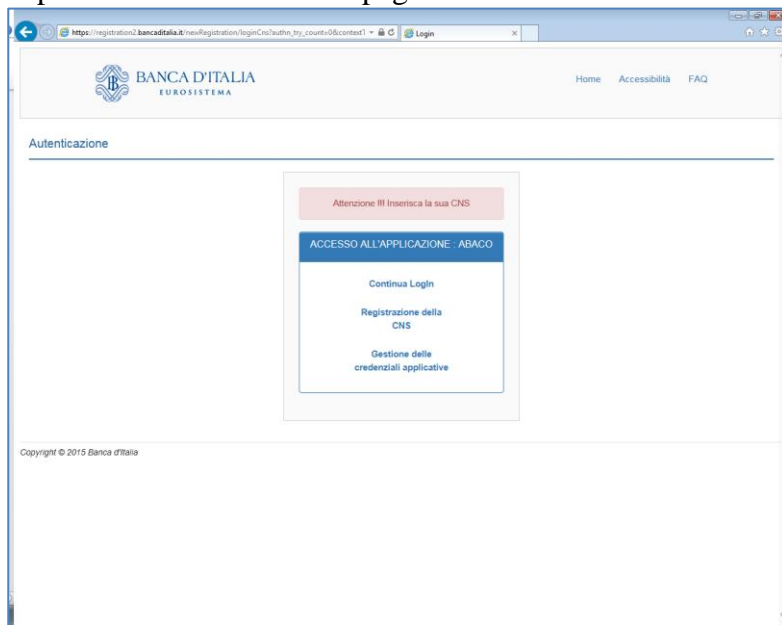 https://registration2.bancaditalia.it/newRegistration/loginCns?authn_try_count=0&context
Login
BANCA D'ITALIA
EUROSISTEMA
Home Accessibilità FAQ
Autenticazione
Attenzione !!! Inserisca la sua CNS
ACCESSO ALL'APPLICAZIONE : ABACO
Continua LogIn
Registrazione della
CNS
Gestione delle
credenziali applicative
Copyright © 2015 Banca d'Italia